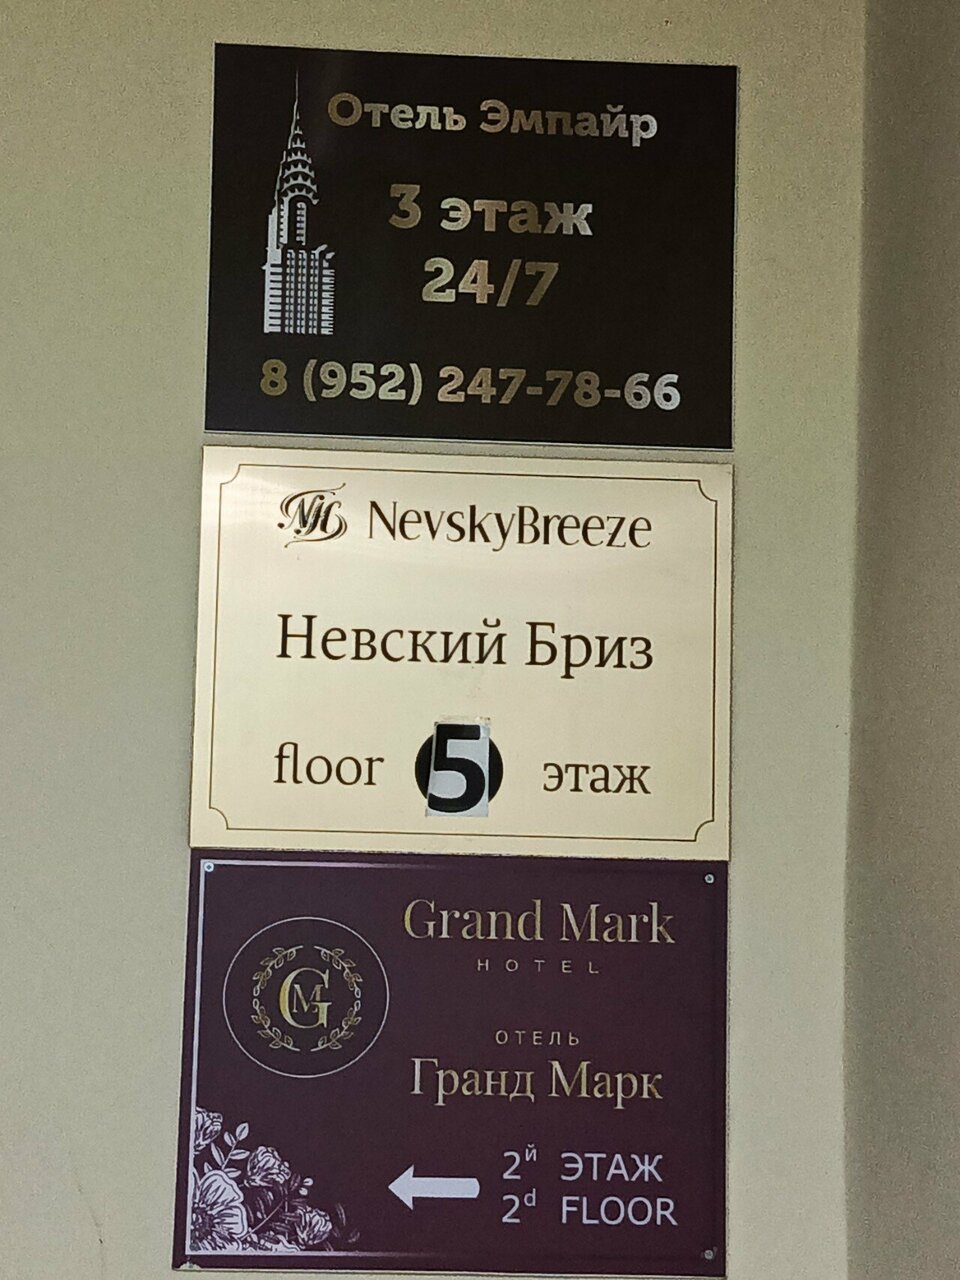 Отель Эмпайр
3 этаж
24/7
8 (952) 247-78-66
NevskyBreeze
Невский Бриз
floor 5 этаж
Grand Mark
HOTEL
GM
ОТЕЛЬ
Гранд Марк
2й ЭТАЖ
2d FLOOR